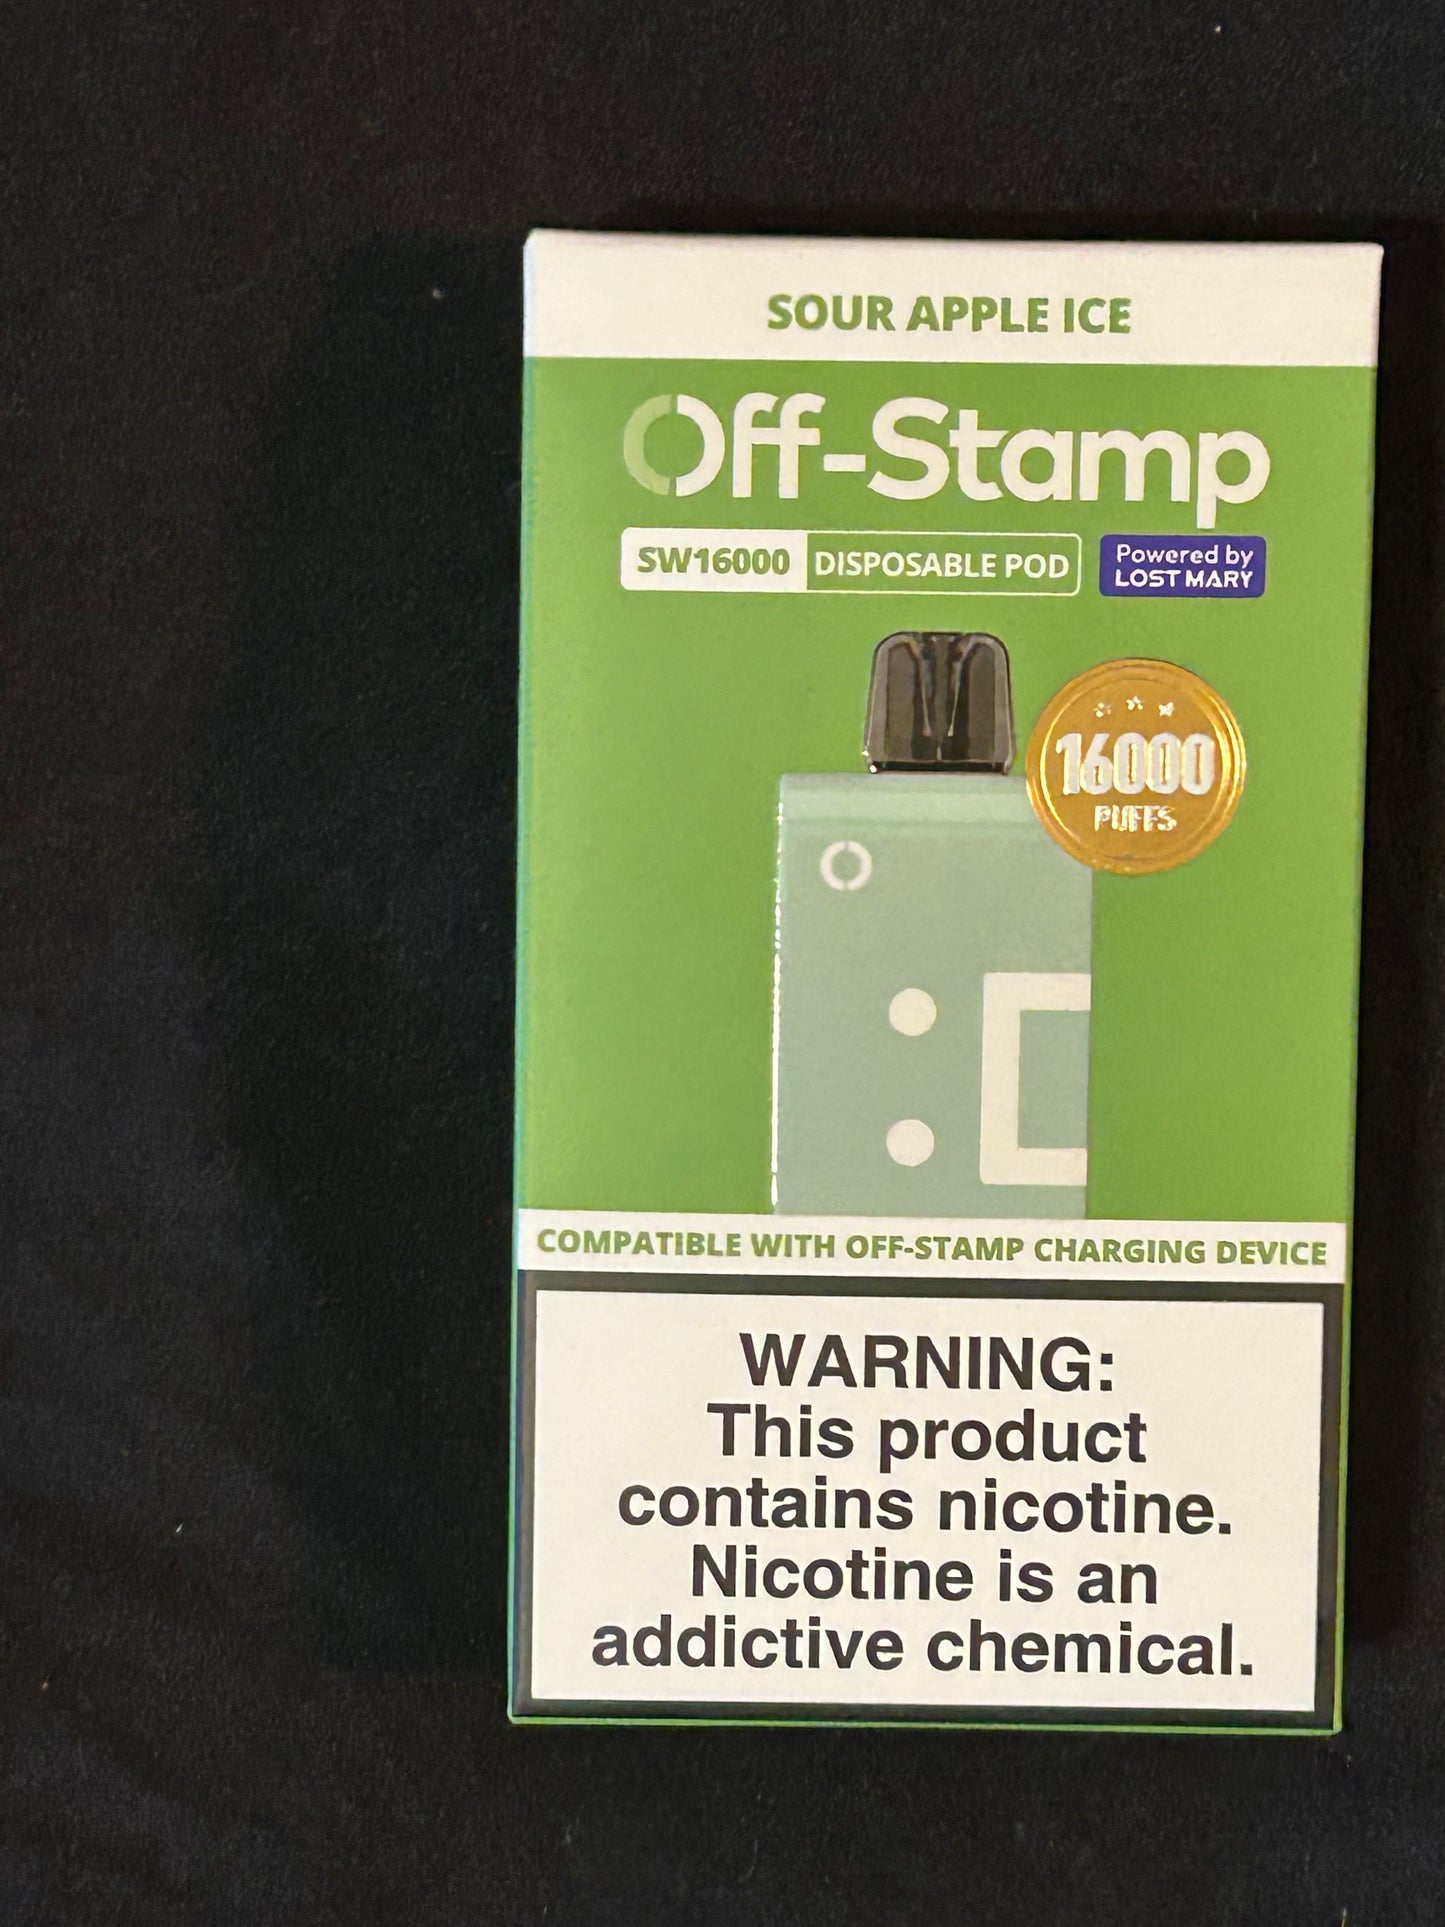 SOUR APPLE ICE
Off-Stamp
SW16000 DISPOSABLE POD
Powered by
LOST MARY
16000
PUFFS
COMPATIBLE WITH OFF-STAMP CHARGING DEVICE
WARNING:
This product
contains nicotine.
Nicotine is an
addictive chemical.